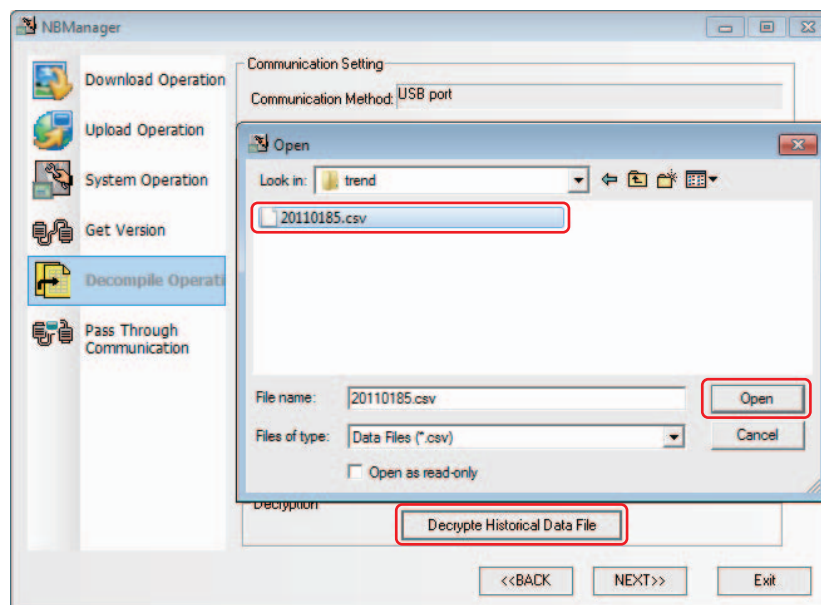 NBManager
Download Operation
Upload Operation
System Operation
Get Version
Decompile Operati
Pass Through
Communication
Communication Setting
Communication Method: USB port
Open
Look in: trend
20110185.csv
File name: 20110185.csv
Open
Files of type: Data Files (*.csv)
Cancel
Open as read-only
Decryption
Decrypte Historical Data File
<<BACK
NEXT>>
Exit